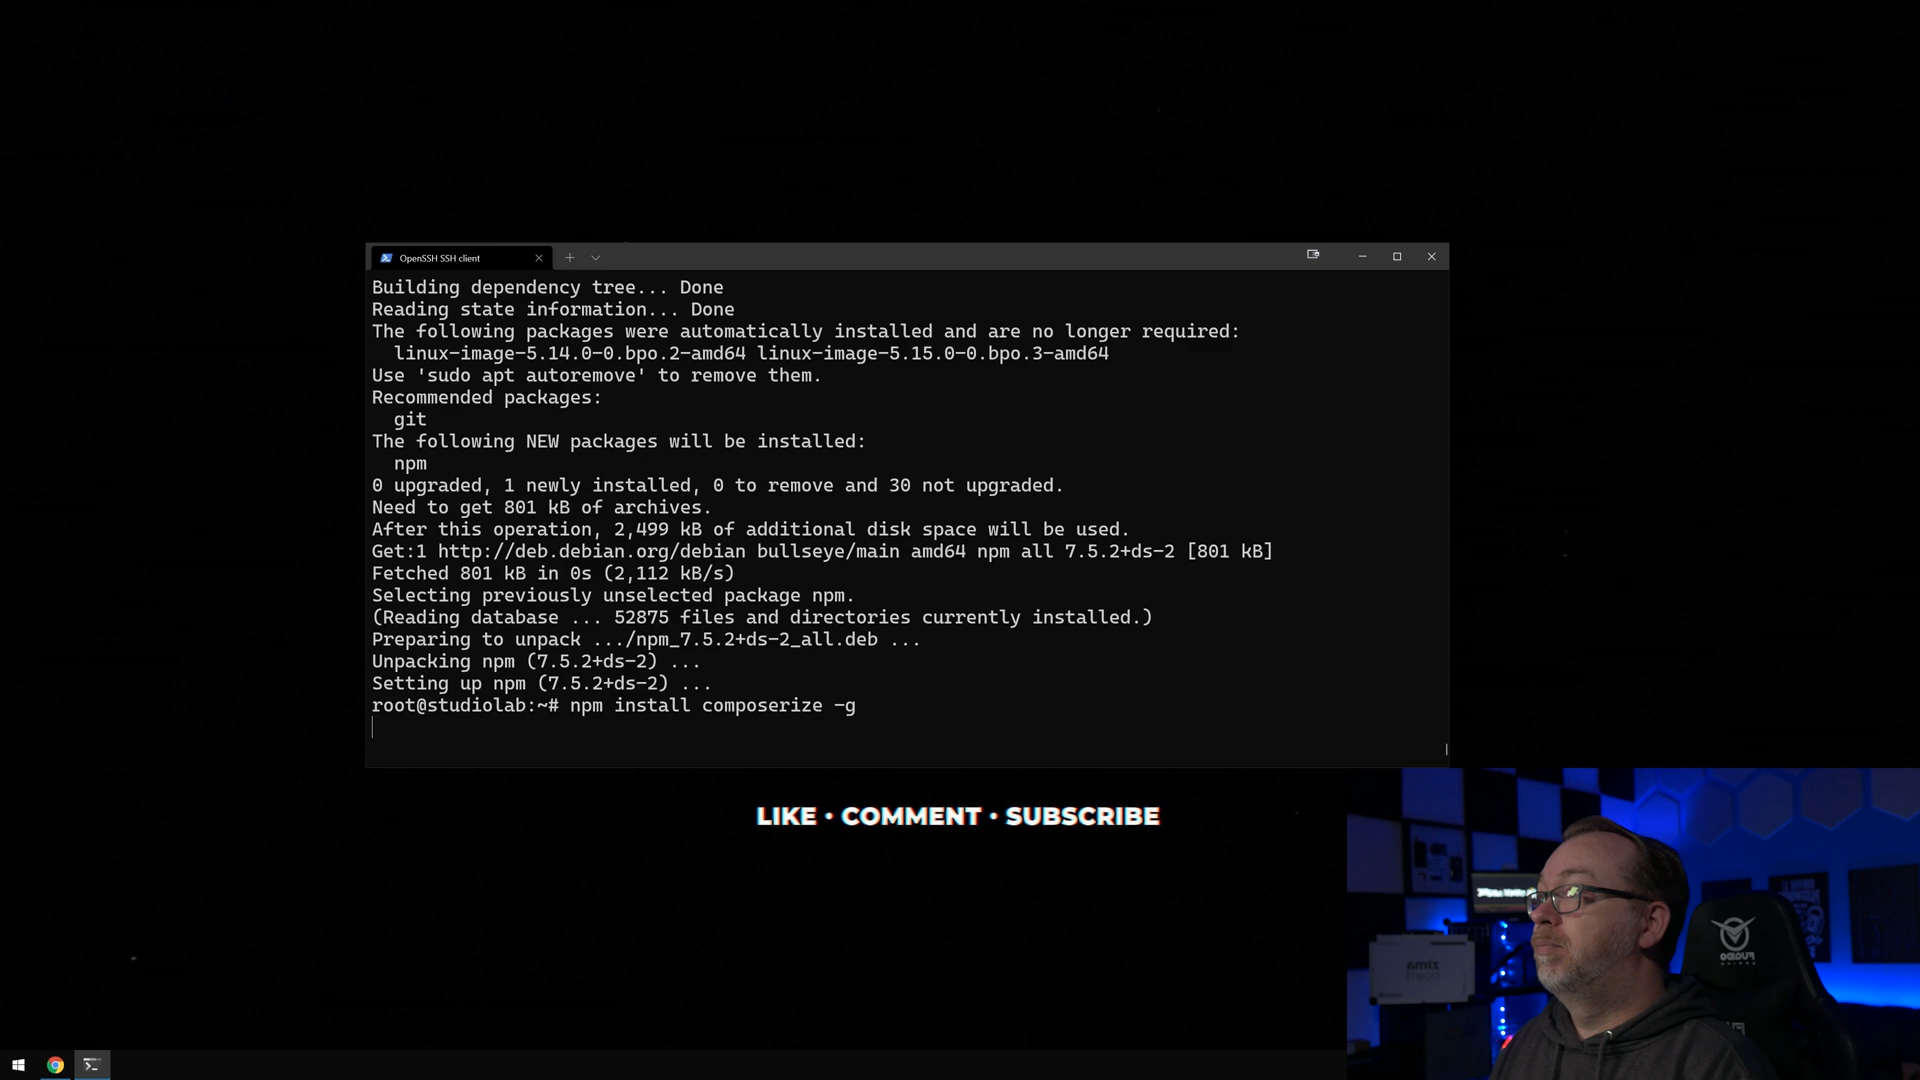 OpenSSH SSH client
Building dependency tree... Done
Reading state information... Done
The following packages were automatically installed and are no longer required:
linux-image-5.14.0-0.bpo.2-amd64 linux-image-5.15.0-0.bpo.3-amd64
Use 'sudo apt autoremove' to remove them.
Recommended packages:
git
The following NEW packages will be installed:
npm
0 upgraded, 1 newly installed, 0 to remove and 30 not upgraded.
Need to get 801 kB of archives.
After this operation, 2,499 kB of additional disk space will be used.
Get:1 http://deb.debian.org/debian bullseye/main amd64 npm all 7.5.2+ds-2 [801 kB]
Fetched 801 kB in 0s (2,112 kB/s)
Selecting previously unselected package npm.
(Reading database ... 52875 files and directories currently installed.)
Preparing to unpack .../npm_7.5.2+ds-2_all.deb ...
Unpacking npm (7.5.2+ds-2) ...
Setting up npm (7.5.2+ds-2) ...
root@studiolab:~# npm install composerize -g
LIKE • COMMENT • SUBSCRIBE
zima